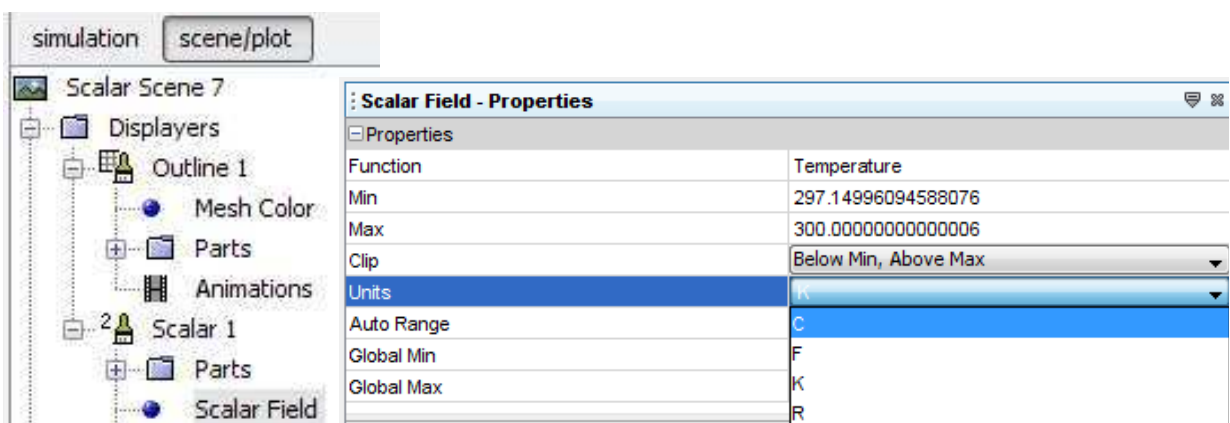 simulation scene/plot
Scalar Scene 7
Displayers
Outline 1
Mesh Color
Parts
Animations
2 Scalar 1
Parts
Scalar Field
Scalar Field - Properties
Properties
Function Temperature
Min 297.14996094588076
Max 300.00000000000006
Clip Below Min, Above Max
Units K
Auto Range C
Global Min F
Global Max K
R